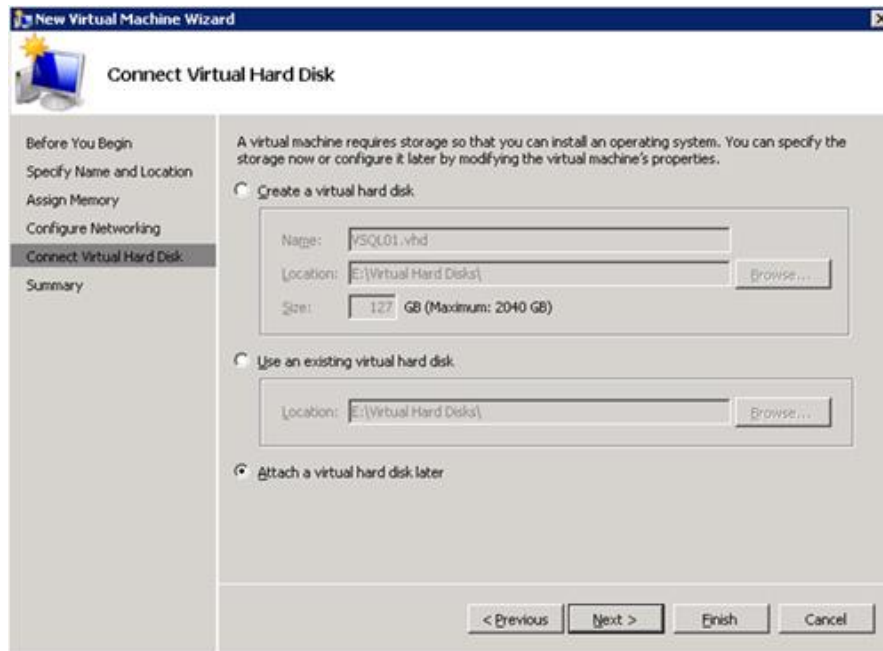 New Virtual Machine Wizard
Connect Virtual Hard Disk
Before You Begin
Specify Name and Location
Assign Memory
Configure Networking
Connect Virtual Hard Disk
Summary
A virtual machine requires storage so that you can install an operating system. You can specify the
storage now or configure it later by modifying the virtual machine's properties.
Create a virtual hard disk
Name: VSQL01.vhd
Location: E:\Virtual Hard Disks\ Browse...
Size: 127 GB (Maximum: 2040 GB)
Use an existing virtual hard disk
Location: E:\Virtual Hard Disks\ Browse...
Attach a virtual hard disk later
< Previous Next > Finish Cancel